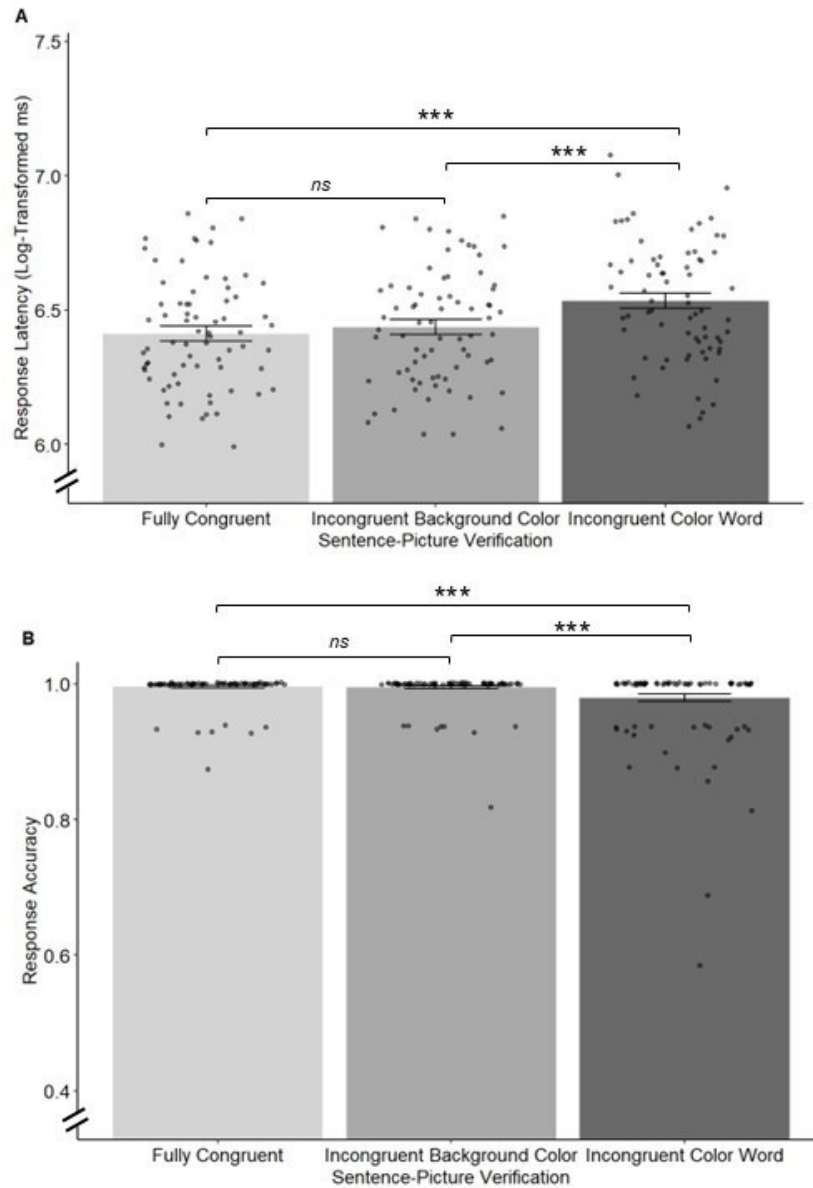 A
Response Latency (Log-Transformed ms)
7.5
7.0
6.5
6.0
***
***
ns
Fully Congruent
Incongruent Background Color
Incongruent Color Word
Sentence-Picture Verification
B
Response Accuracy
***
***
ns
1.0
0.8
0.6
0.4
Fully Congruent
Incongruent Background Color
Incongruent Color Word
Sentence-Picture Verification